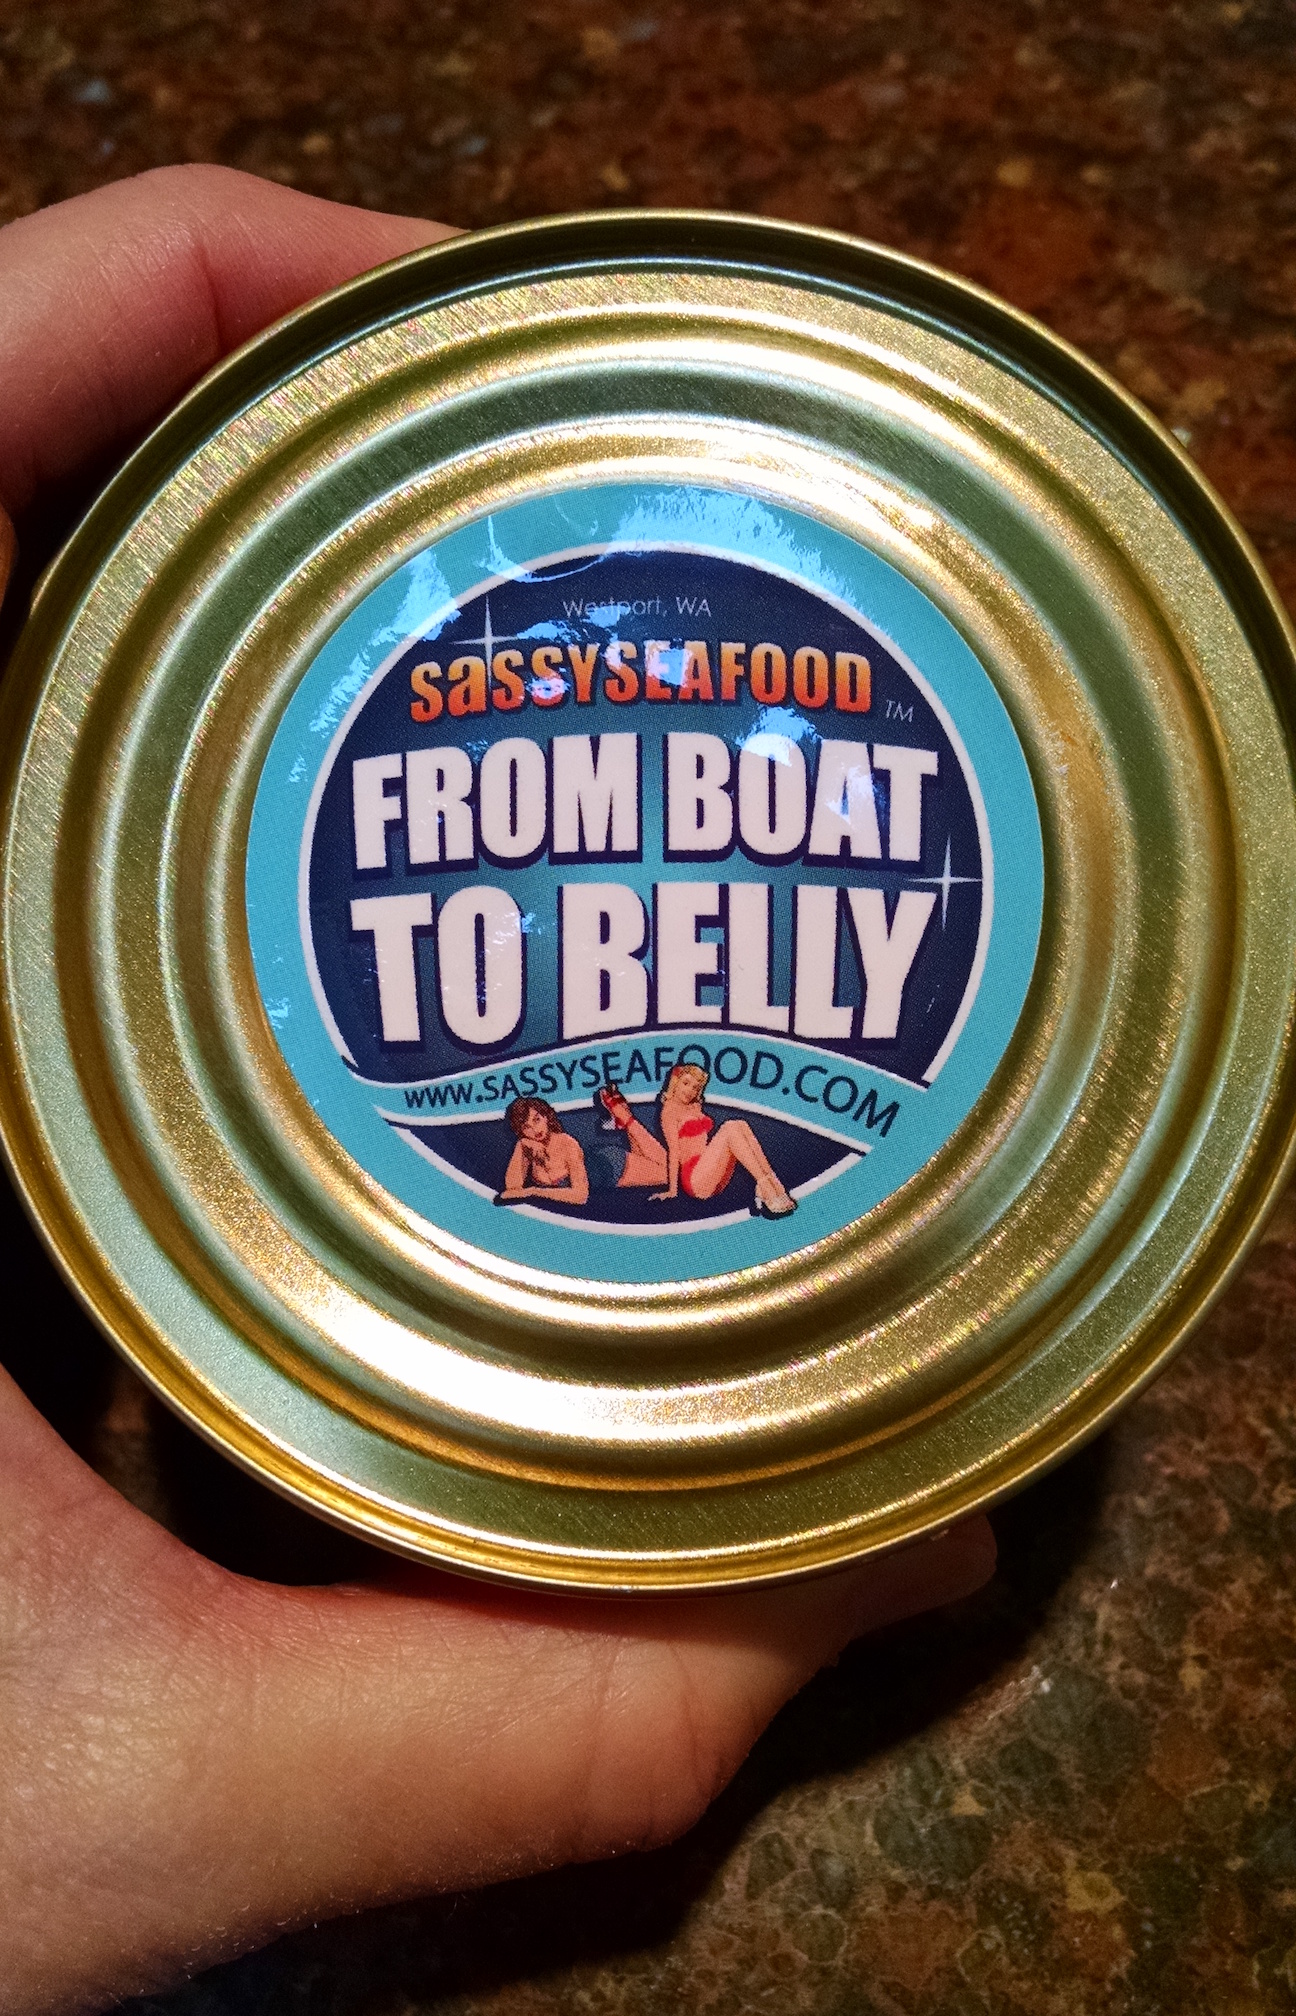 Westport, WA
sassyseafood TM
FROM BOAT
TO BELLY
www.SASSYSEAFOOD.COM